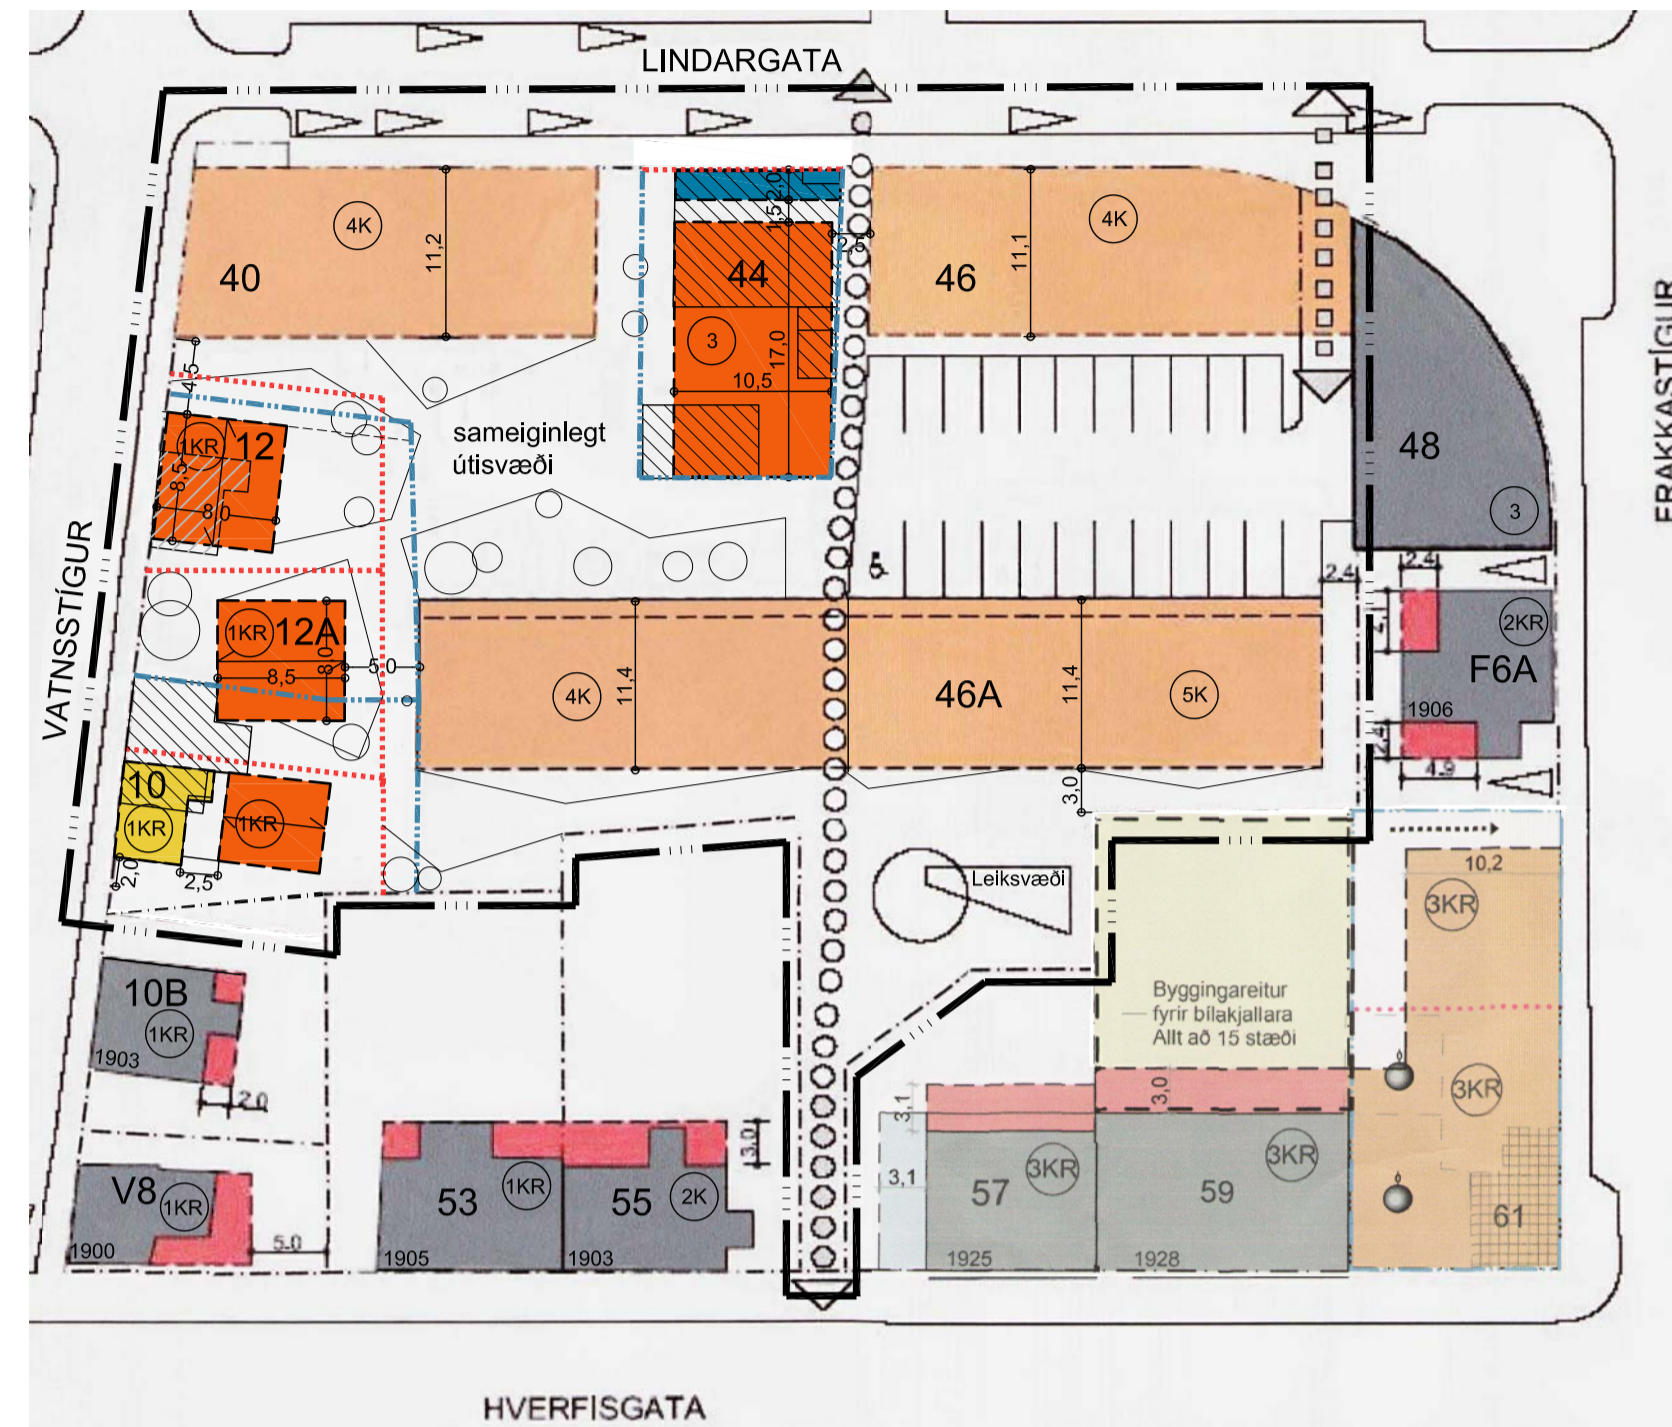 LINDARGATA
40
4K
11,2
44
3
2,0
1,5
2,5
17,0
10,5
46
4K
11,1
48
3
FRAKKASTÍGUR
VATNSSTÍGUR
4,5
1KR
12
8,5
8,0
sameiginlegt
útisvæði
1KR
12A
8,0
8,5
5,0
4K
11,4
46A
11,4
5K
3,0
2.4
2.4
2KR
F6A
1906
2.4
4.9
10
1KR
1KR
2,0
2,5
Leiksvæði
10,2
3KR
Byggingareitur
fyrir bílakjallara
Allt að 15 stæði
3KR
10B
1KR
1903
2.0
V8
1KR
1900
5.0
53
1KR
1905
55
2K
1903
3.0
3,1
3,1
57
3KR
1925
3,0
59
3KR
1928
61
HVERFISGATA